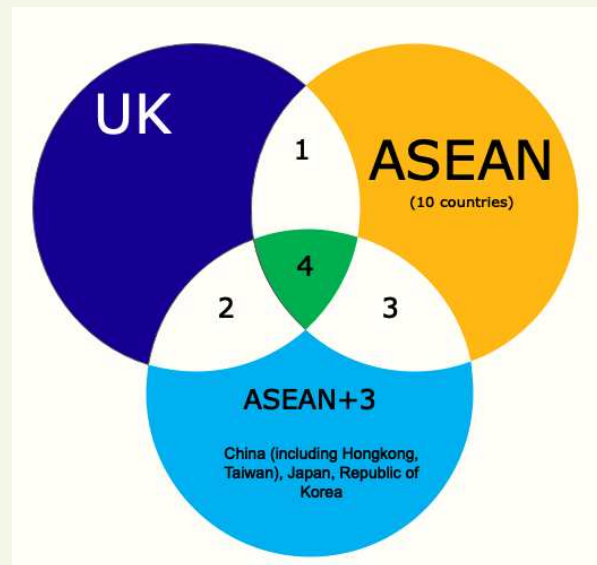 UK
1
ASEAN
(10 countries)
4
2
3
ASEAN+3
China (including Hongkong,
Taiwan), Japan, Republic of
Korea